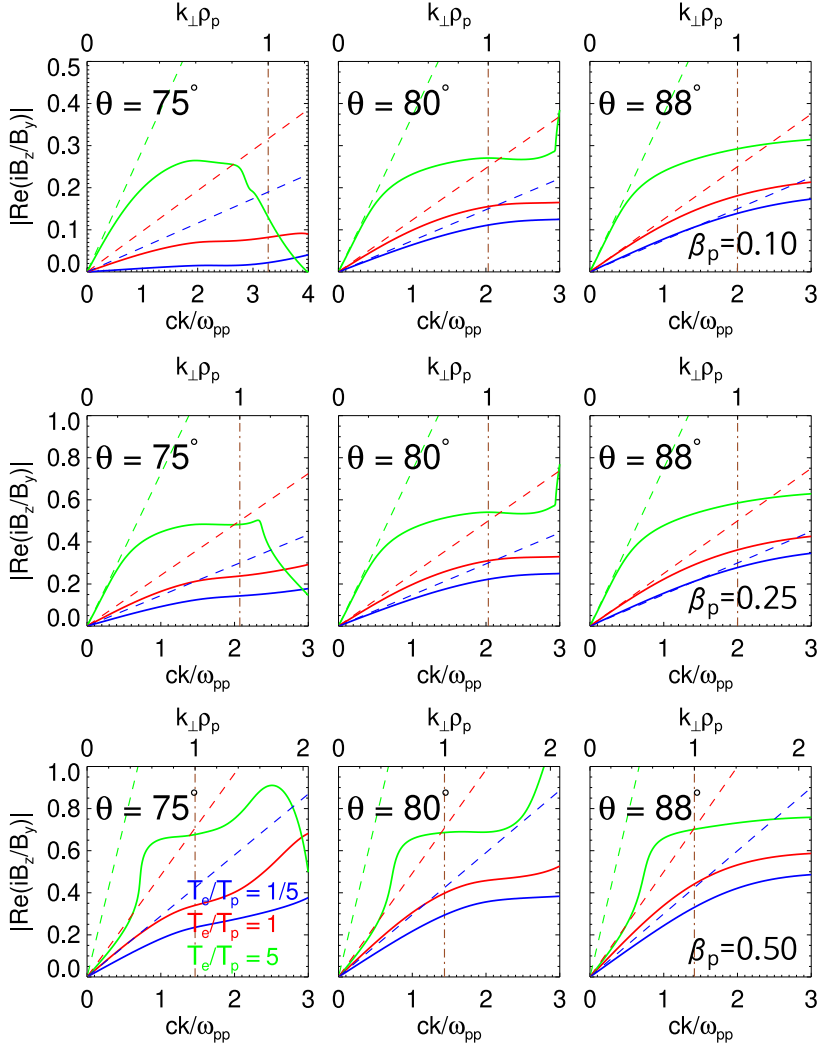 k⊥ρp k⊥ρp k⊥ρp
0 1 0 1 0 1
0.5
0.4
0.3
0.2
0.1
0.0
|Re(iBz/By)|
θ = 75° θ = 80° θ = 88°
βp=0.10
0 1 2 3 4 0 1 2 3 0 1 2 3
ck/ωpp ck/ωpp ck/ωpp
k⊥ρp k⊥ρp k⊥ρp
0 1 0 1 0 1
1.0
0.8
0.6
0.4
0.2
0.0
|Re(iBz/By)|
θ = 75° θ = 80° θ = 88°
βp=0.25
0 1 2 3 0 1 2 3 0 1 2 3
ck/ωpp ck/ωpp ck/ωpp
k⊥ρp k⊥ρp k⊥ρp
0 1 2 0 1 2 0 1 2
1.0
0.8
0.6
0.4
0.2
0.0
|Re(iBz/By)|
θ = 75° θ = 80° θ = 88°
Te/Tp = 1/5
Te/Tp = 1
Te/Tp = 5
βp=0.50
0 1 2 3 0 1 2 3 0 1 2 3
ck/ωpp ck/ωpp ck/ωpp